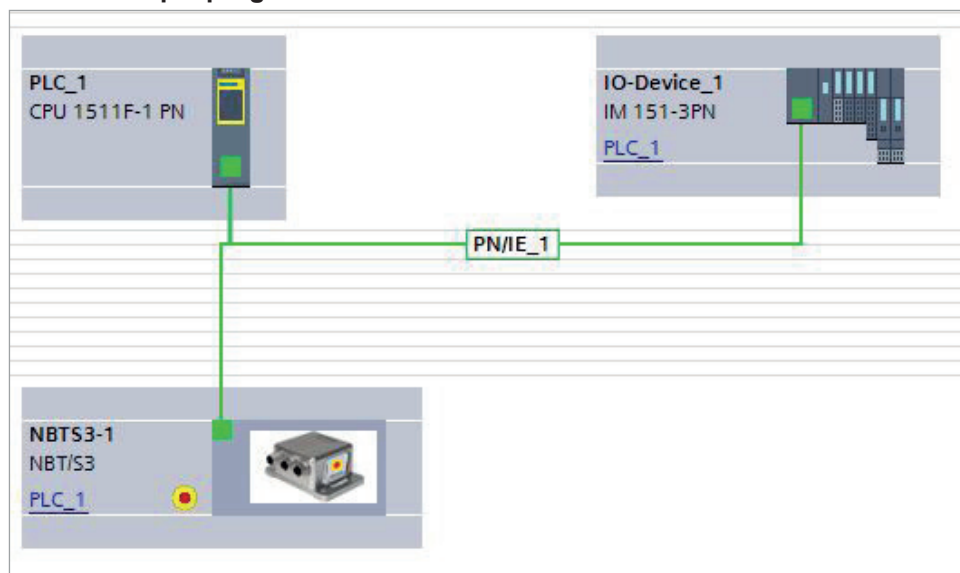 PLC_1
CPU 1511F-1 PN
IO-Device_1
IM 151-3PN
PLC_1
PN/IE_1
NBTS3-1
NBT/S3
PLC_1